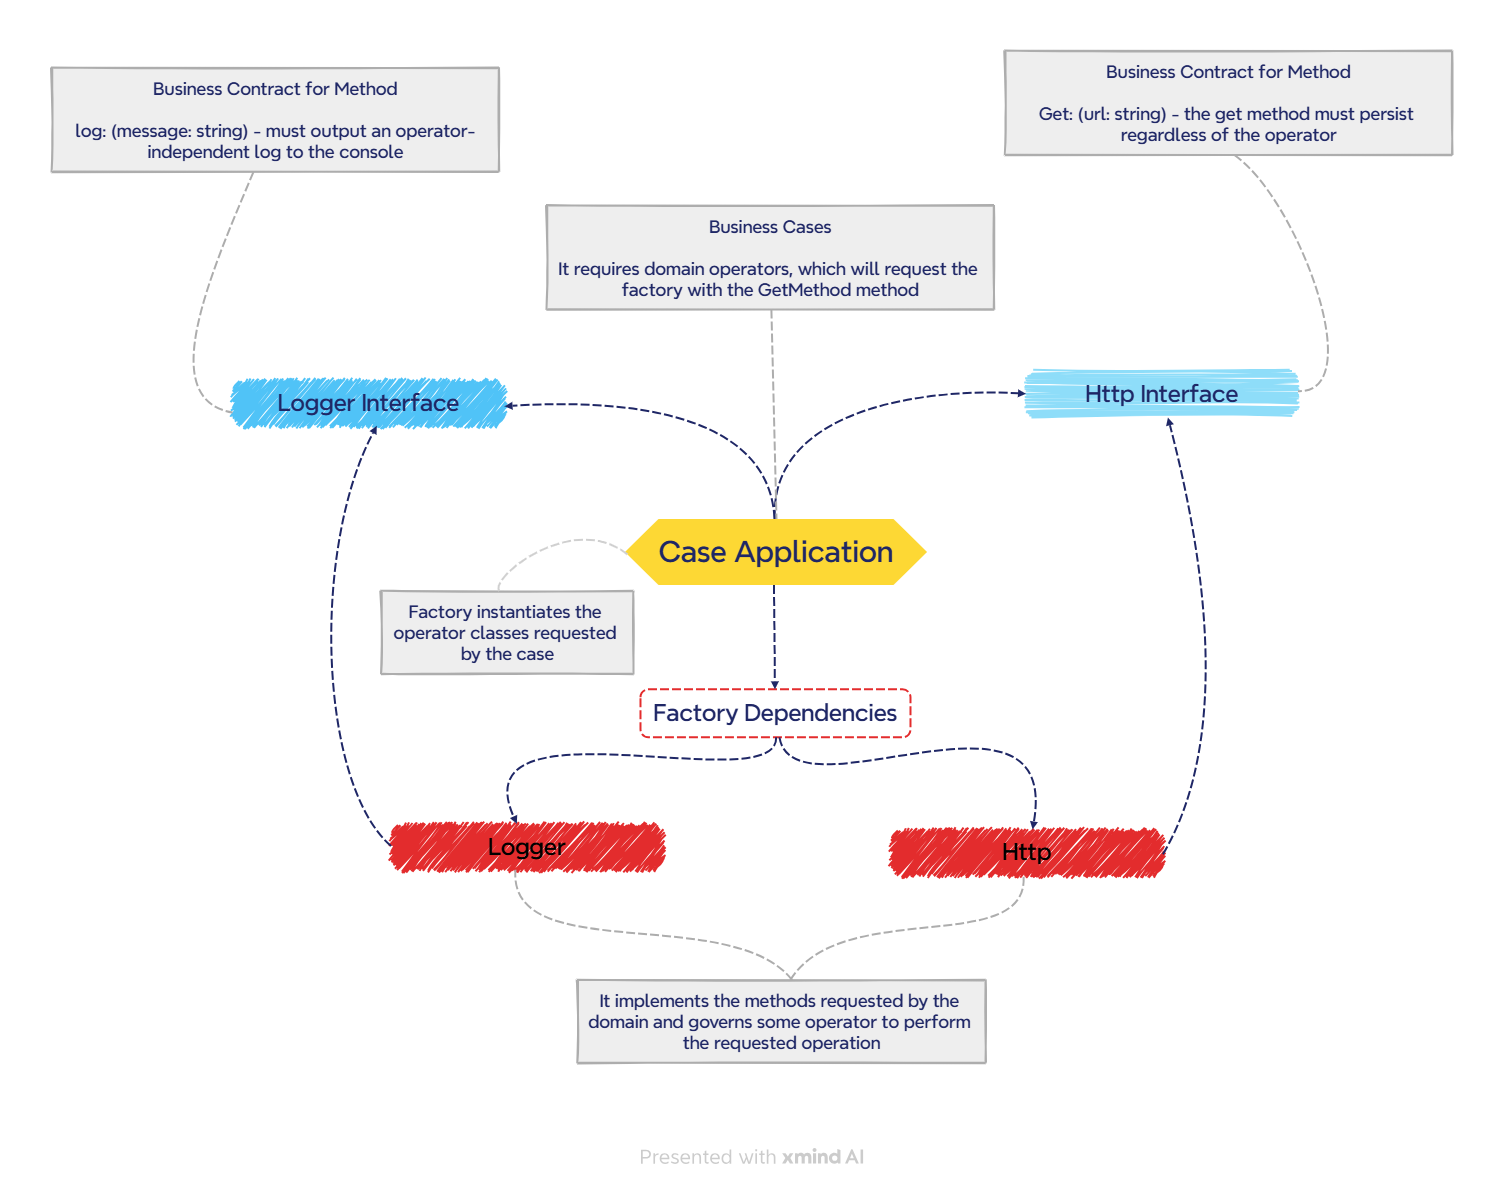 Business Contract for Method
log: (message: string) - must output an operator-
independent log to the console
Business Contract for Method
Get: (url: string) - the get method must persist
regardless of the operator
Business Cases
It requires domain operators, which will request the
factory with the GetMethod method
Logger Interface
Http Interface
Case Application
Factory instantiates the
operator classes requested
by the case
Factory Dependencies
Logger
Http
It implements the methods requested by the
domain and governs some operator to perform
the requested operation
Presented with xmind AI